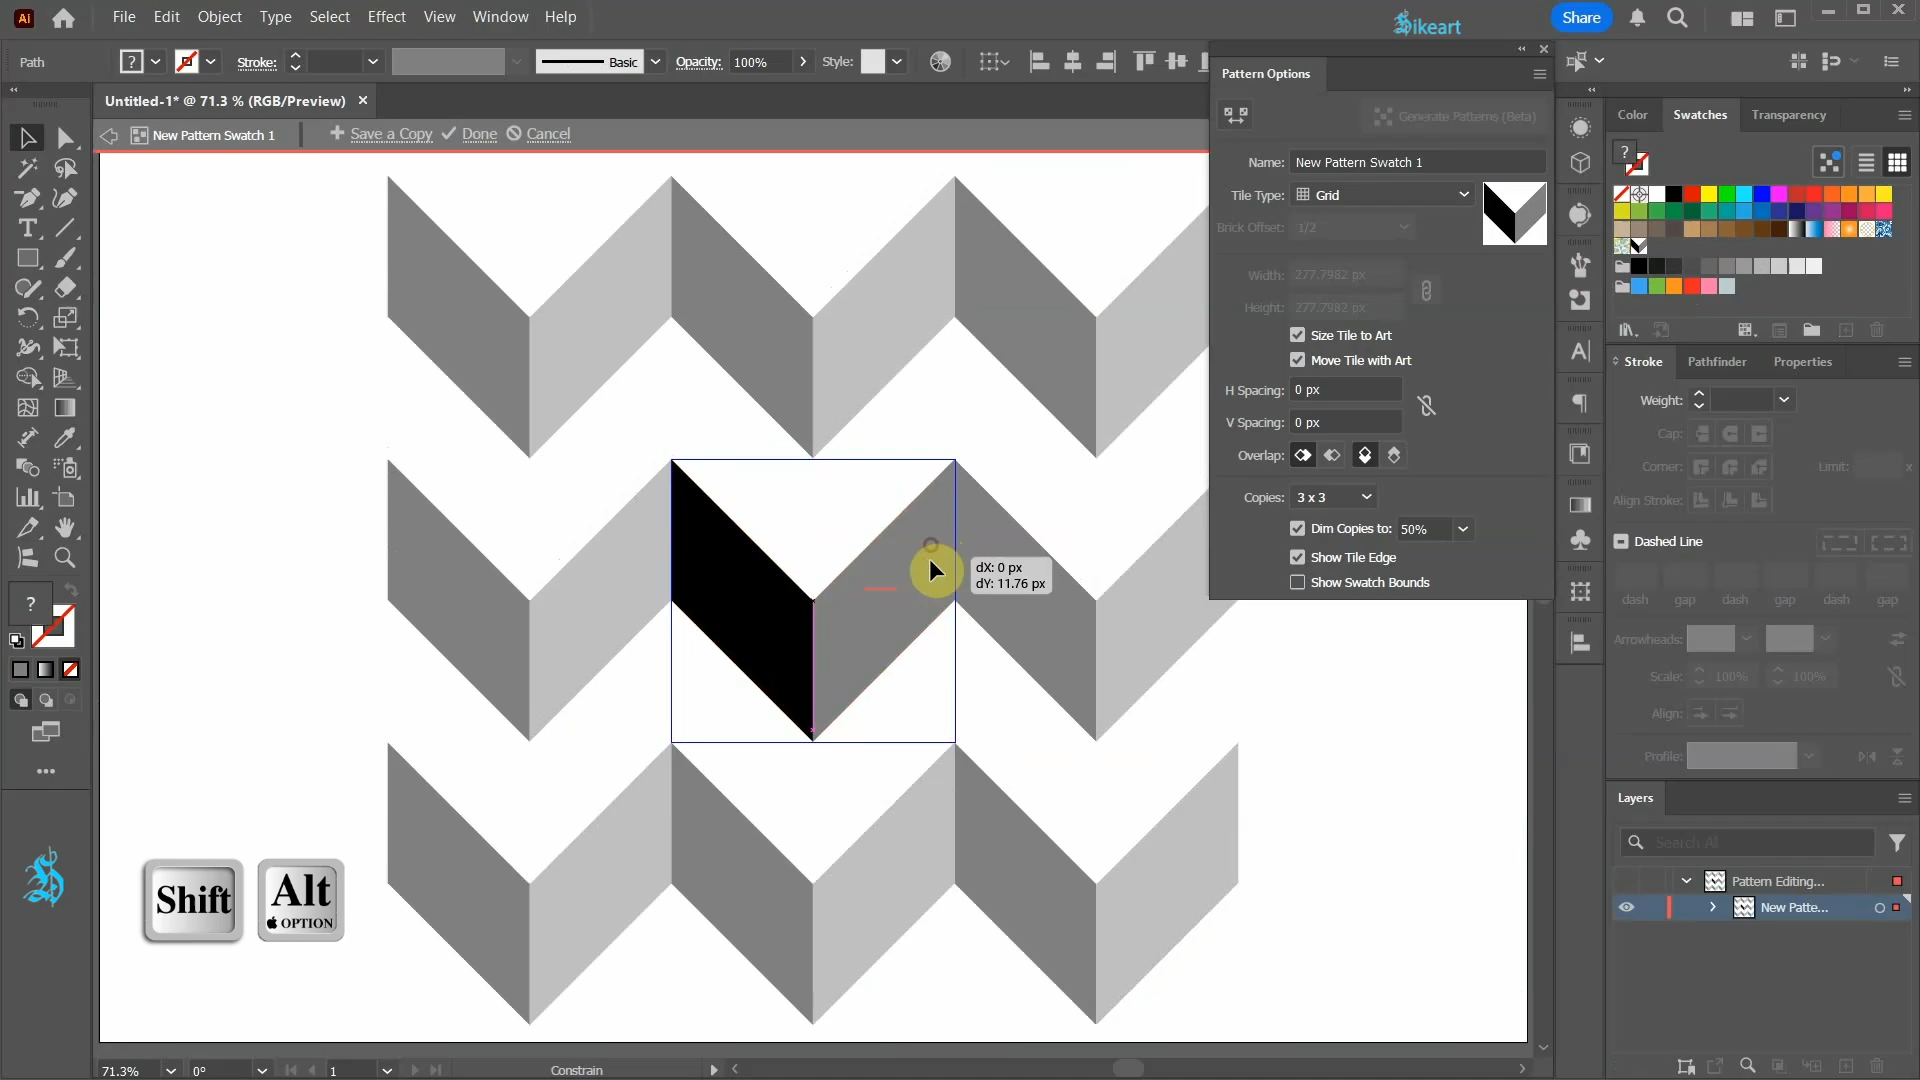 Ai File Edit Object Type Select Effect View Window Help
Sikeart
Share
Path ? Stroke: Basic Opacity: 100% Style:
Untitled-1* @ 71.3 % (RGB/Preview)
New Pattern Swatch 1 Save a Copy Done Cancel
Pattern Options
Generate Patterns (Beta)
Name: New Pattern Swatch 1
Tile Type: Grid
Brick Offset: 1/2
Width: 277.7982 px
Height: 277.7982 px
Size Tile to Art
Move Tile with Art
H Spacing: 0 px
V Spacing: 0 px
Overlap:
Copies: 3 x 3
Dim Copies to: 50%
Show Tile Edge
Show Swatch Bounds
dX: 0 px
dY: 11.76 px
Color Swatches Transparency
?
Stroke Pathfinder Properties
Weight:
Cap:
Corner: Limit: x
Align Stroke:
Dashed Line
dash gap dash gap dash gap
Arrowheads:
Scale: 100% 100%
Align:
Profile:
Layers
Search All
Pattern Editing...
New Patte...
?
Shift
Alt
OPTION
71.3% 0° 1 Constrain